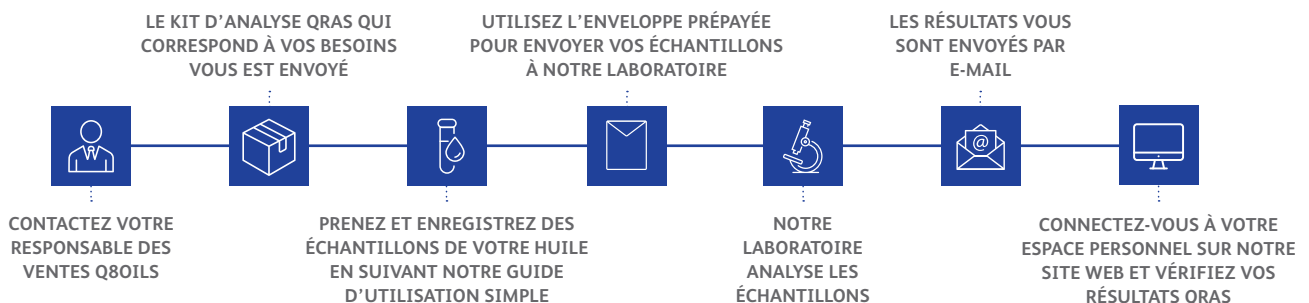 LE KIT D'ANALYSE QRAS QUI
CORRESPOND À VOS BESOINS
VOUS EST ENVOYÉ
UTILISEZ L'ENVELOPPE PRÉPAYÉE
POUR ENVOYER VOS ÉCHANTILLONS
À NOTRE LABORATOIRE
LES RÉSULTATS VOUS
SONT ENVOYÉS PAR
E-MAIL
@
CONTACTEZ VOTRE
RESPONSABLE DES
VENTES Q8OILS
PRENEZ ET ENREGISTREZ DES
ÉCHANTILLONS DE VOTRE HUILE
EN SUIVANT NOTRE GUIDE
D'UTILISATION SIMPLE
NOTRE
LABORATOIRE
ANALYSE LES
ÉCHANTILLONS
CONNECTEZ-VOUS À VOTRE
ESPACE PERSONNEL SUR NOTRE
SITE WEB ET VÉRIFIEZ VOS
RÉSULTATS QRAS